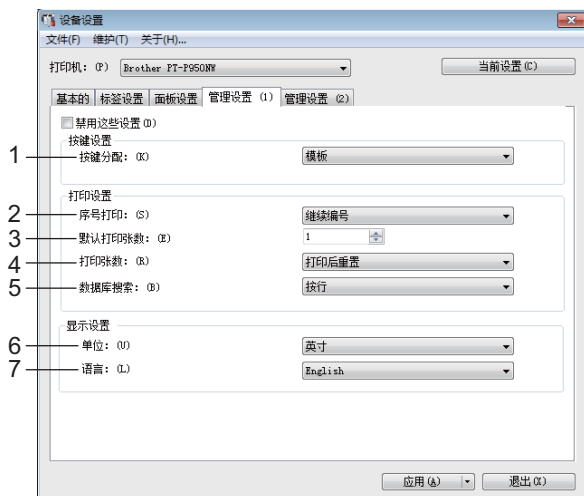 设备设置
文件(F) 维护(T) 关于(H)...
打印机: (P) Brother PT-P950NW 当前设置(C)
基本的 标签设置 面板设置 管理设置 (1) 管理设置 (2)
禁用这些设置(D)
按键设置
1 按键分配: (K) 模板
打印设置
2 序号打印: (S) 继续编号
3 默认打印张数: (E) 1
4 打印张数: (R) 打印后重置
5 数据库搜索: (B) 按行
显示设置
6 单位: (U) 英寸
7 语言: (L) English
应用(A) 退出(X)